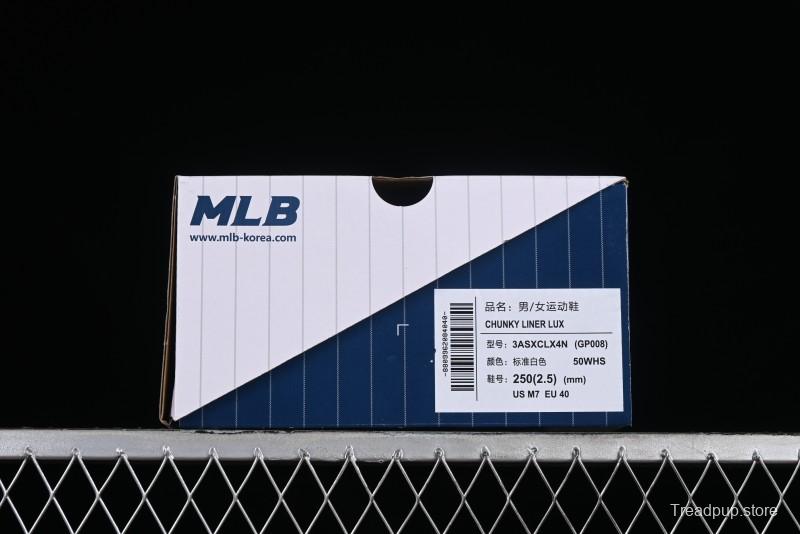 MLB
www.mlb-korea.com
品名：男/女运动鞋
CHUNKY LINER LUX
型号：3ASXCLX4N (GP008)
颜色：标准白色 50WHS
鞋号：250(2.5) (mm)
US M7 EU 40
-8809962084840-
Treadpup.store